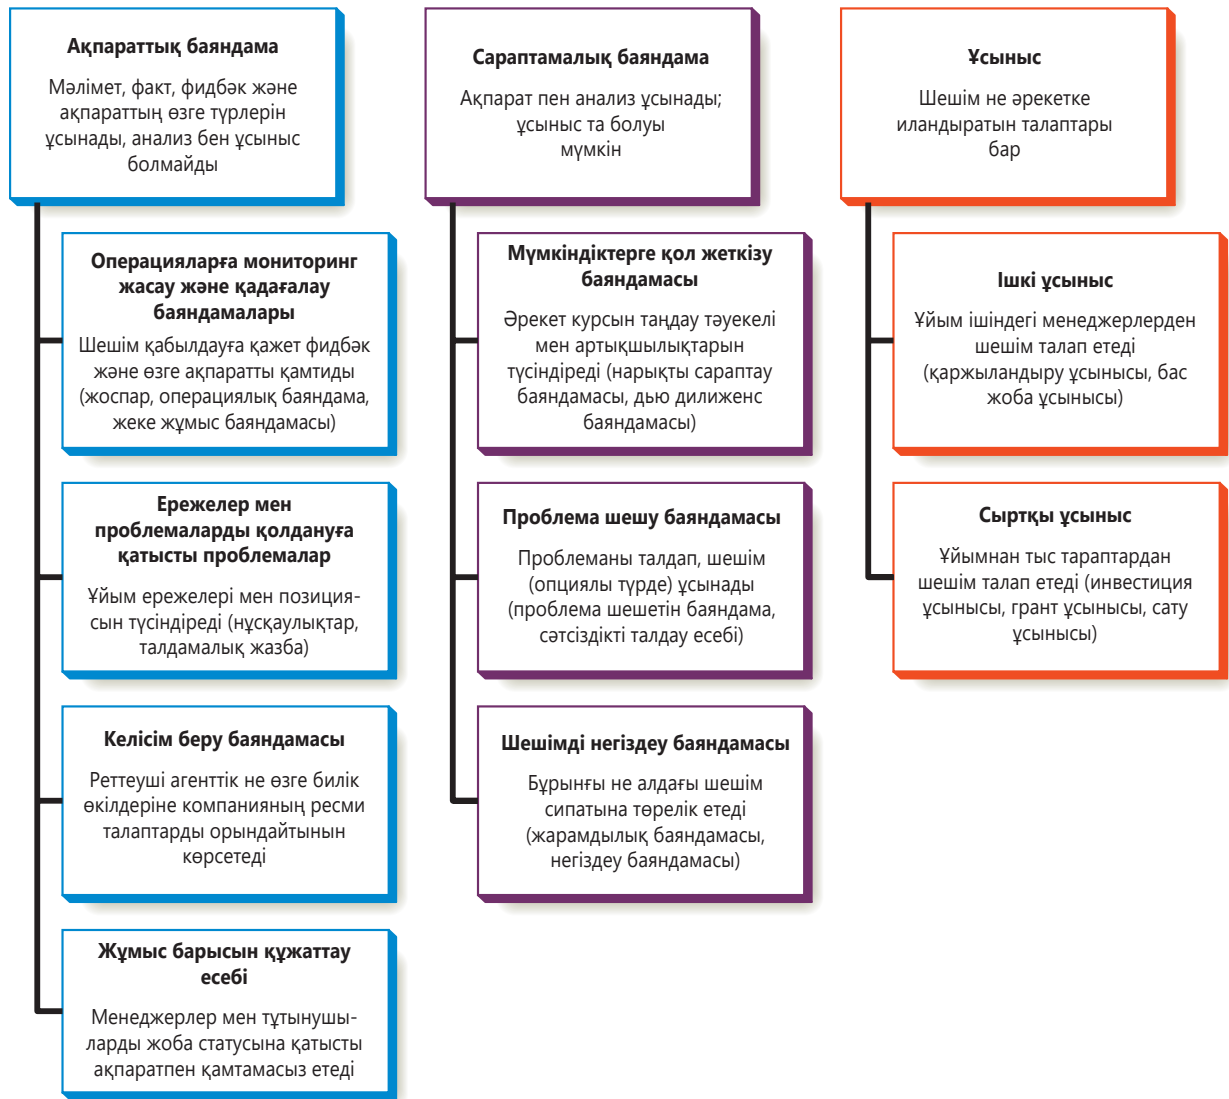 Ақпараттық баяндама
Мәлімет, факт, фидбәк және
ақпараттың өзге түрлерін
ұсынады, анализ бен ұсыныс
болмайды
Операцияларға мониторинг
жасау және қадағалау
баяндамалары
Шешім қабылдауға қажет фидбәк
және өзге ақпаратты қамтиды
(жоспар, операциялық баяндама,
жеке жұмыс баяндамасы)
Ережелер мен
проблемаларды қолдануға
қатысты проблемалар
Ұйым ережелері мен позиция-
сын түсіндіреді (нұсқаулықтар,
талдамалық жазба)
Келісім беру баяндамасы
Реттеуші агенттік не өзге билік
өкілдеріне компанияның ресми
талаптарды орындайтынын
көрсетеді
Жұмыс барысын құжаттау
есебі
Менеджерлер мен тұтынушы-
ларды жоба статусына қатысты
ақпаратпен қамтамасыз етеді
Сараптамалық баяндама
Ақпарат пен анализ ұсынады;
ұсыныс та болуы
мүмкін
Мүмкіндіктерге қол жеткізу
баяндамасы
Әрекет курсын таңдау тәуекелі
мен артықшылықтарын
түсіндіреді (нарықты сараптау
баяндамасы, дью дилиженс
баяндамасы)
Проблема шешу баяндамасы
Проблеманы талдап, шешім
(опциялы түрде) ұсынады
(проблема шешетін баяндама,
сәтсіздікті талдау есебі)
Шешімді негіздеу баяндамасы
Бұрынғы не алдағы шешім
сипатына төрелік етеді
(жарамдылық баяндамасы,
негіздеу баяндамасы)
Ұсыныс
Шешім не әрекетке
иландыратын талаптары
бар
Ішкі ұсыныс
Ұйым ішіндегі менеджерлерден
шешім талап етеді
(қаржыландыру ұсынысы, бас
жоба ұсынысы)
Сыртқы ұсыныс
Ұйымнан тыс тараптардан
шешім талап етеді (инвестиция
ұсынысы, грант ұсынысы, сату
ұсынысы)